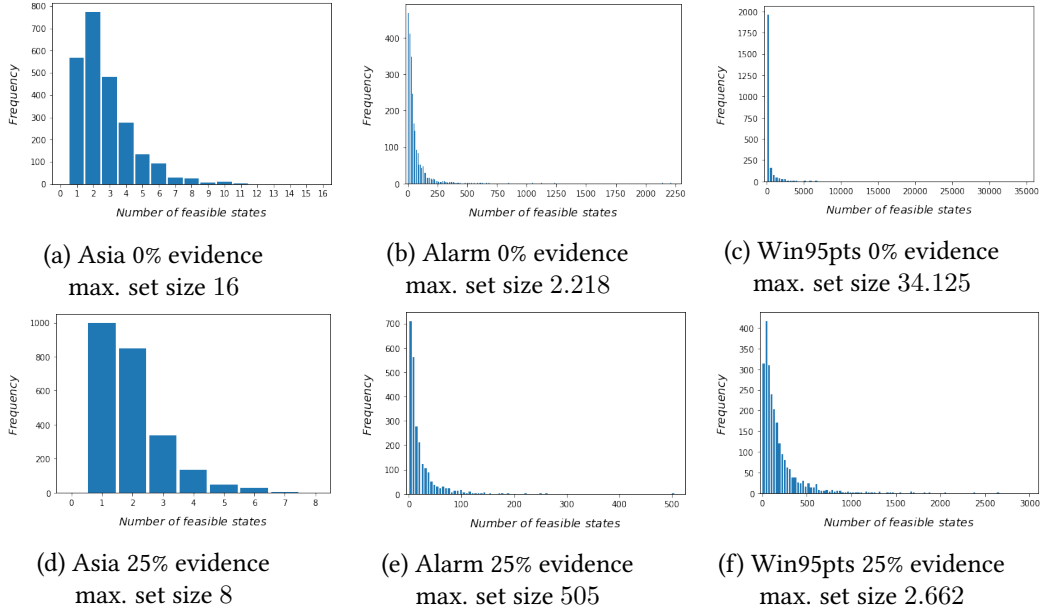 800
700
600
500
400
300
200
100
0
Frequency
0 1 2 3 4 5 6 7 8 9 10 11 12 13 14 15 16
Number of feasible states
(a) Asia 0% evidence
max. set size 16
400
300
200
100
0
Frequency
0 250 500 750 1000 1250 1500 1750 2000 2250
Number of feasible states
(b) Alarm 0% evidence
max. set size 2.218
2000
1750
1500
1250
1000
750
500
250
0
Frequency
0 5000 10000 15000 20000 25000 30000 35000
Number of feasible states
(c) Win95pts 0% evidence
max. set size 34.125
1000
800
600
400
200
0
Frequency
0 1 2 3 4 5 6 7 8
Number of feasible states
(d) Asia 25% evidence
max. set size 8
700
600
500
400
300
200
100
0
Frequency
0 100 200 300 400 500
Number of feasible states
(e) Alarm 25% evidence
max. set size 505
400
350
300
250
200
150
100
50
0
Frequency
0 500 1000 1500 2000 2500 3000
Number of feasible states
(f) Win95pts 25% evidence
max. set size 2.662